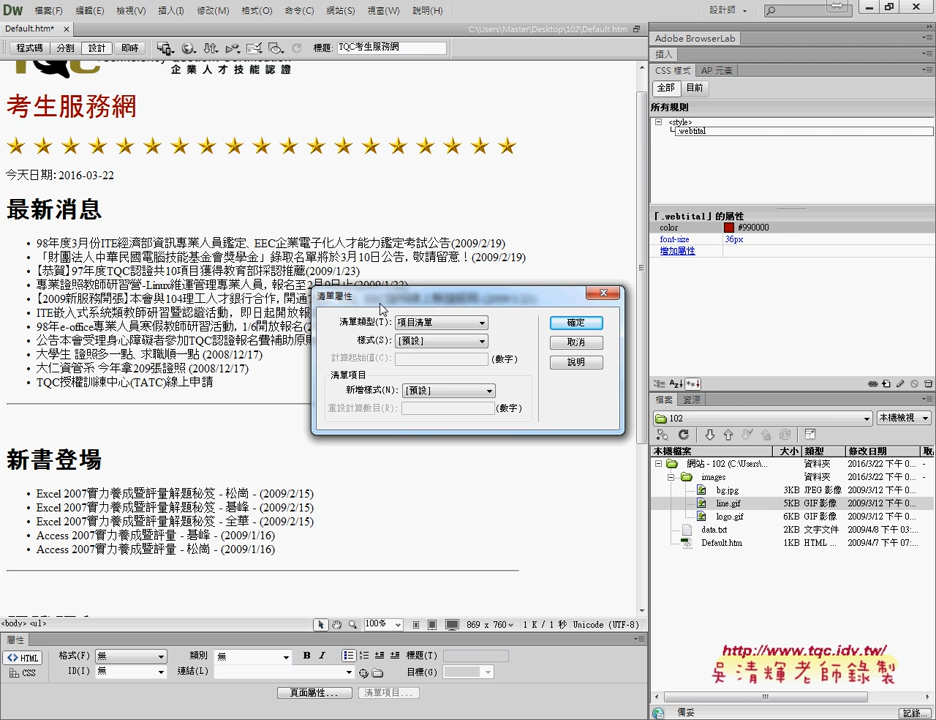 Dw 檔案(F) 編輯(E) 檢視(V) 插入(I) 修改(M) 格式(O) 命令(C) 網站(S) 視窗(W) 說明(H) 設計師
Default.htm* × C:\Users\Master\Desktop\102\Default.htm
程式碼 分割 設計 即時 標題: TQC考生服務網
企業人才技能認證
考生服務網
今天日期: 2016-03-22
最新消息
98年度3月份ITE經濟部資訊專業人員鑑定、EEC企業電子化人才能力鑑定考試公告(2009/2/19)
「財團法人中華民國電腦技能基金會獎學金」錄取名單將於3月10日公告，敬請留意！(2009/2/19)
【恭賀】97年度TQC認證共10項目獲得教育部採認推薦(2009/1/23)
專業證照教師研習營-Linux維運管理專業人員，報名至2月9日止(2009/1/22)
【2009新服務開張】本會與104理工人才銀行合作，開通
ITE嵌入式系統類教師研習暨認證活動，即日起開放報
98年e-office專業人員寒假教師研習活動，1/6開放報名(2
公告本會受理身心障礙者參加TQC認證報名費補助原
大學生 證照多一點、求職順一點 (2008/12/17)
大仁資管系 今年拿209張證照 (2008/12/17)
TQC授權訓練中心(TATC)線上申請
新書登場
Excel 2007實力養成暨評量解題秘笈 - 松崗 - (2009/2/15)
Excel 2007實力養成暨評量解題秘笈 - 碁峰 - (2009/2/15)
Excel 2007實力養成暨評量解題秘笈 - 全華 - (2009/2/15)
Access 2007實力養成暨評量 - 碁峰 - (2009/1/16)
Access 2007實力養成暨評量 - 松崗 - (2009/1/16)
清單屬性
清單類型(T): 項目清單 確定
樣式(S): [預設] 取消
計算起始值(C): (數字) 說明
清單項目
新增樣式(N): [預設]
重設計算數目(R): (數字)
Adobe BrowserLab
插入
CSS 樣式 AP 元素
全部 目前
所有規則
<style>
.webtital
「.webtital」的屬性
color #990000
font-size 36px
增加屬性
檔案 資源
102 本機檢視
本機檔案 大小 類型 修改日期 取
網站 - 102 (C:\Users\... 資料夾 2016/3/22 下午 0... -
images 資料夾 2016/3/22 下午 0... -
bg.jpg 3KB JPEG 影像 2009/3/12 下午 0...
line.gif 5KB GIF 影像 2009/3/12 下午 0...
logo.gif 6KB GIF 影像 2009/3/12 下午 0...
data.txt 2KB 文字文件 2009/4/8 下午 03:...
Default.htm 1KB HTML ... 2009/4/7 下午 07:...
<body> <ul> 100% 869 x 760 1 K / 1 秒 Unicode (UTF-8)
屬性
HTML 格式(F) 無 類別 無 B I 標題(T)
CSS ID(I) 無 連結(L) 目標(G)
頁面屬性... 清單項目...
http://www.tqc.idv.tw/
吳清輝老師錄製
備妥 記錄...